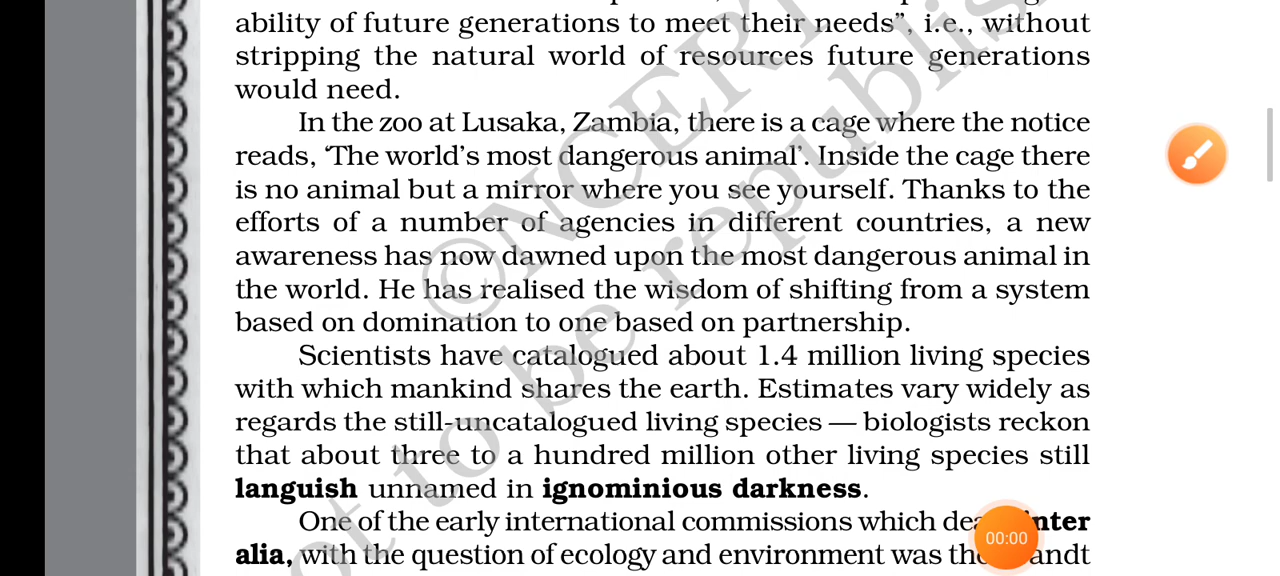 ability of future generations to meet their needs”, i.e., without
stripping the natural world of resources future generations
would need.
In the zoo at Lusaka, Zambia, there is a cage where the notice
reads, ‘The world’s most dangerous animal’. Inside the cage there
is no animal but a mirror where you see yourself. Thanks to the
efforts of a number of agencies in different countries, a new
awareness has now dawned upon the most dangerous animal in
the world. He has realised the wisdom of shifting from a system
based on domination to one based on partnership.
Scientists have catalogued about 1.4 million living species
with which mankind shares the earth. Estimates vary widely as
regards the still-uncatalogued living species — biologists reckon
that about three to a hundred million other living species still
languish unnamed in ignominious darkness.
One of the early international commissions which
alia, with the question of ecology and environment was
00:00
©NCERT
not to be republis